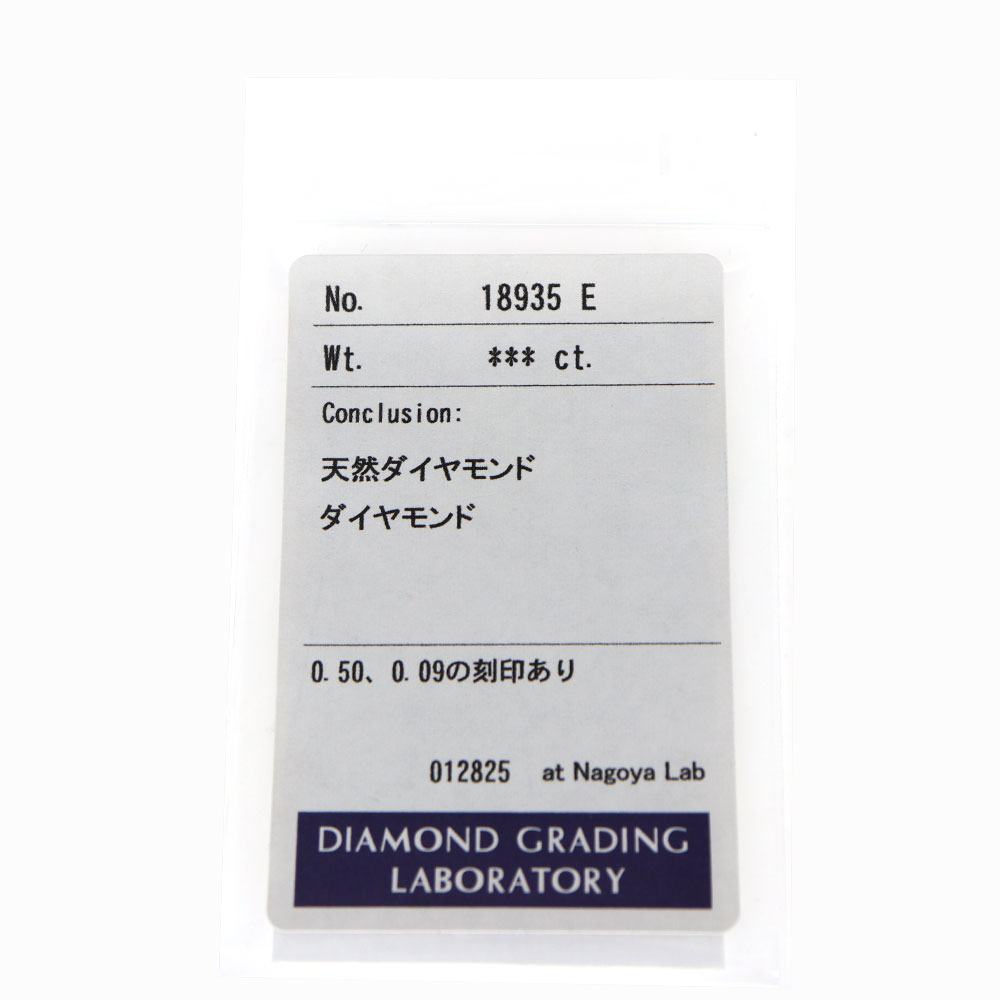 No. 18935 E
Wt. *** ct.
Conclusion:
天然ダイヤモンド
ダイヤモンド
0.50、0.09の刻印あり
012825 at Nagoya Lab
DIAMOND GRADING
LABORATORY